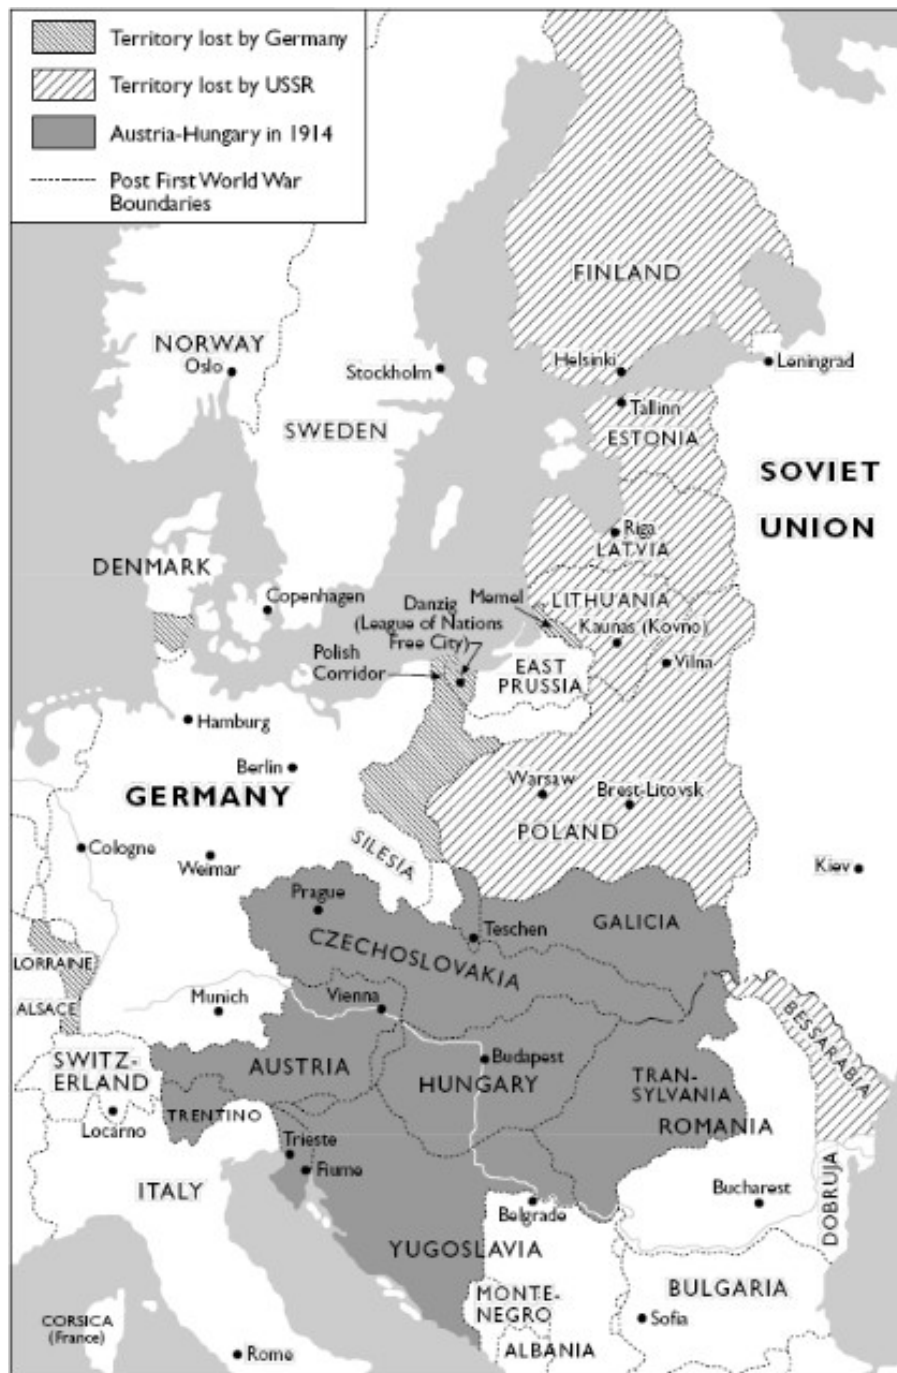 Territory lost by Germany
Territory lost by USSR
Austria-Hungary in 1914
Post First World War
Boundaries
FINLAND
NORWAY
Oslo
Stockholm
Helsinki
Leningrad
Tallinn
SWEDEN
ESTONIA
SOVIET
UNION
Riga
LATVIA
DENMARK
Copenhagen
Danzig
(League of Nations
Free City)
Memel
LITHUANIA
Kaunas (Kovno)
Polish
Corridor
EAST
PRUSSIA
Vilna
Hamburg
Berlin
GERMANY
Warsaw
Brest-Litovsk
POLAND
SILESIA
Cologne
Weimar
Kiev
Prague
Teschen
GALICIA
CZECHOSLOVAKIA
LORRAINE
ALSACE
Munich
Vienna
BESSARABIA
SWITZ-
ERLAND
AUSTRIA
Budapest
HUNGARY
TRAN-
SYLVANIA
TRENTINO
Locarno
ROMANIA
Trieste
Fiume
ITALY
Belgrade
Bucharest
DOBRUJA
YUGOSLAVIA
MONTE-
NEGRO
BULGARIA
Sofia
CORSICA
(France)
Rome
ALBANIA